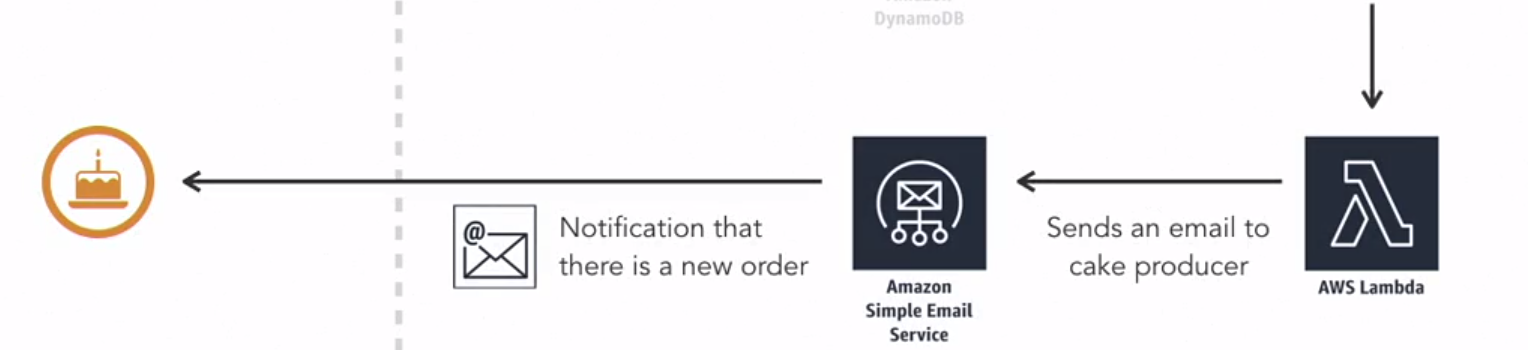 DynamoDB
@
Notification that
there is a new order
Sends an email to
cake producer
Amazon
Simple Email
Service
AWS Lambda